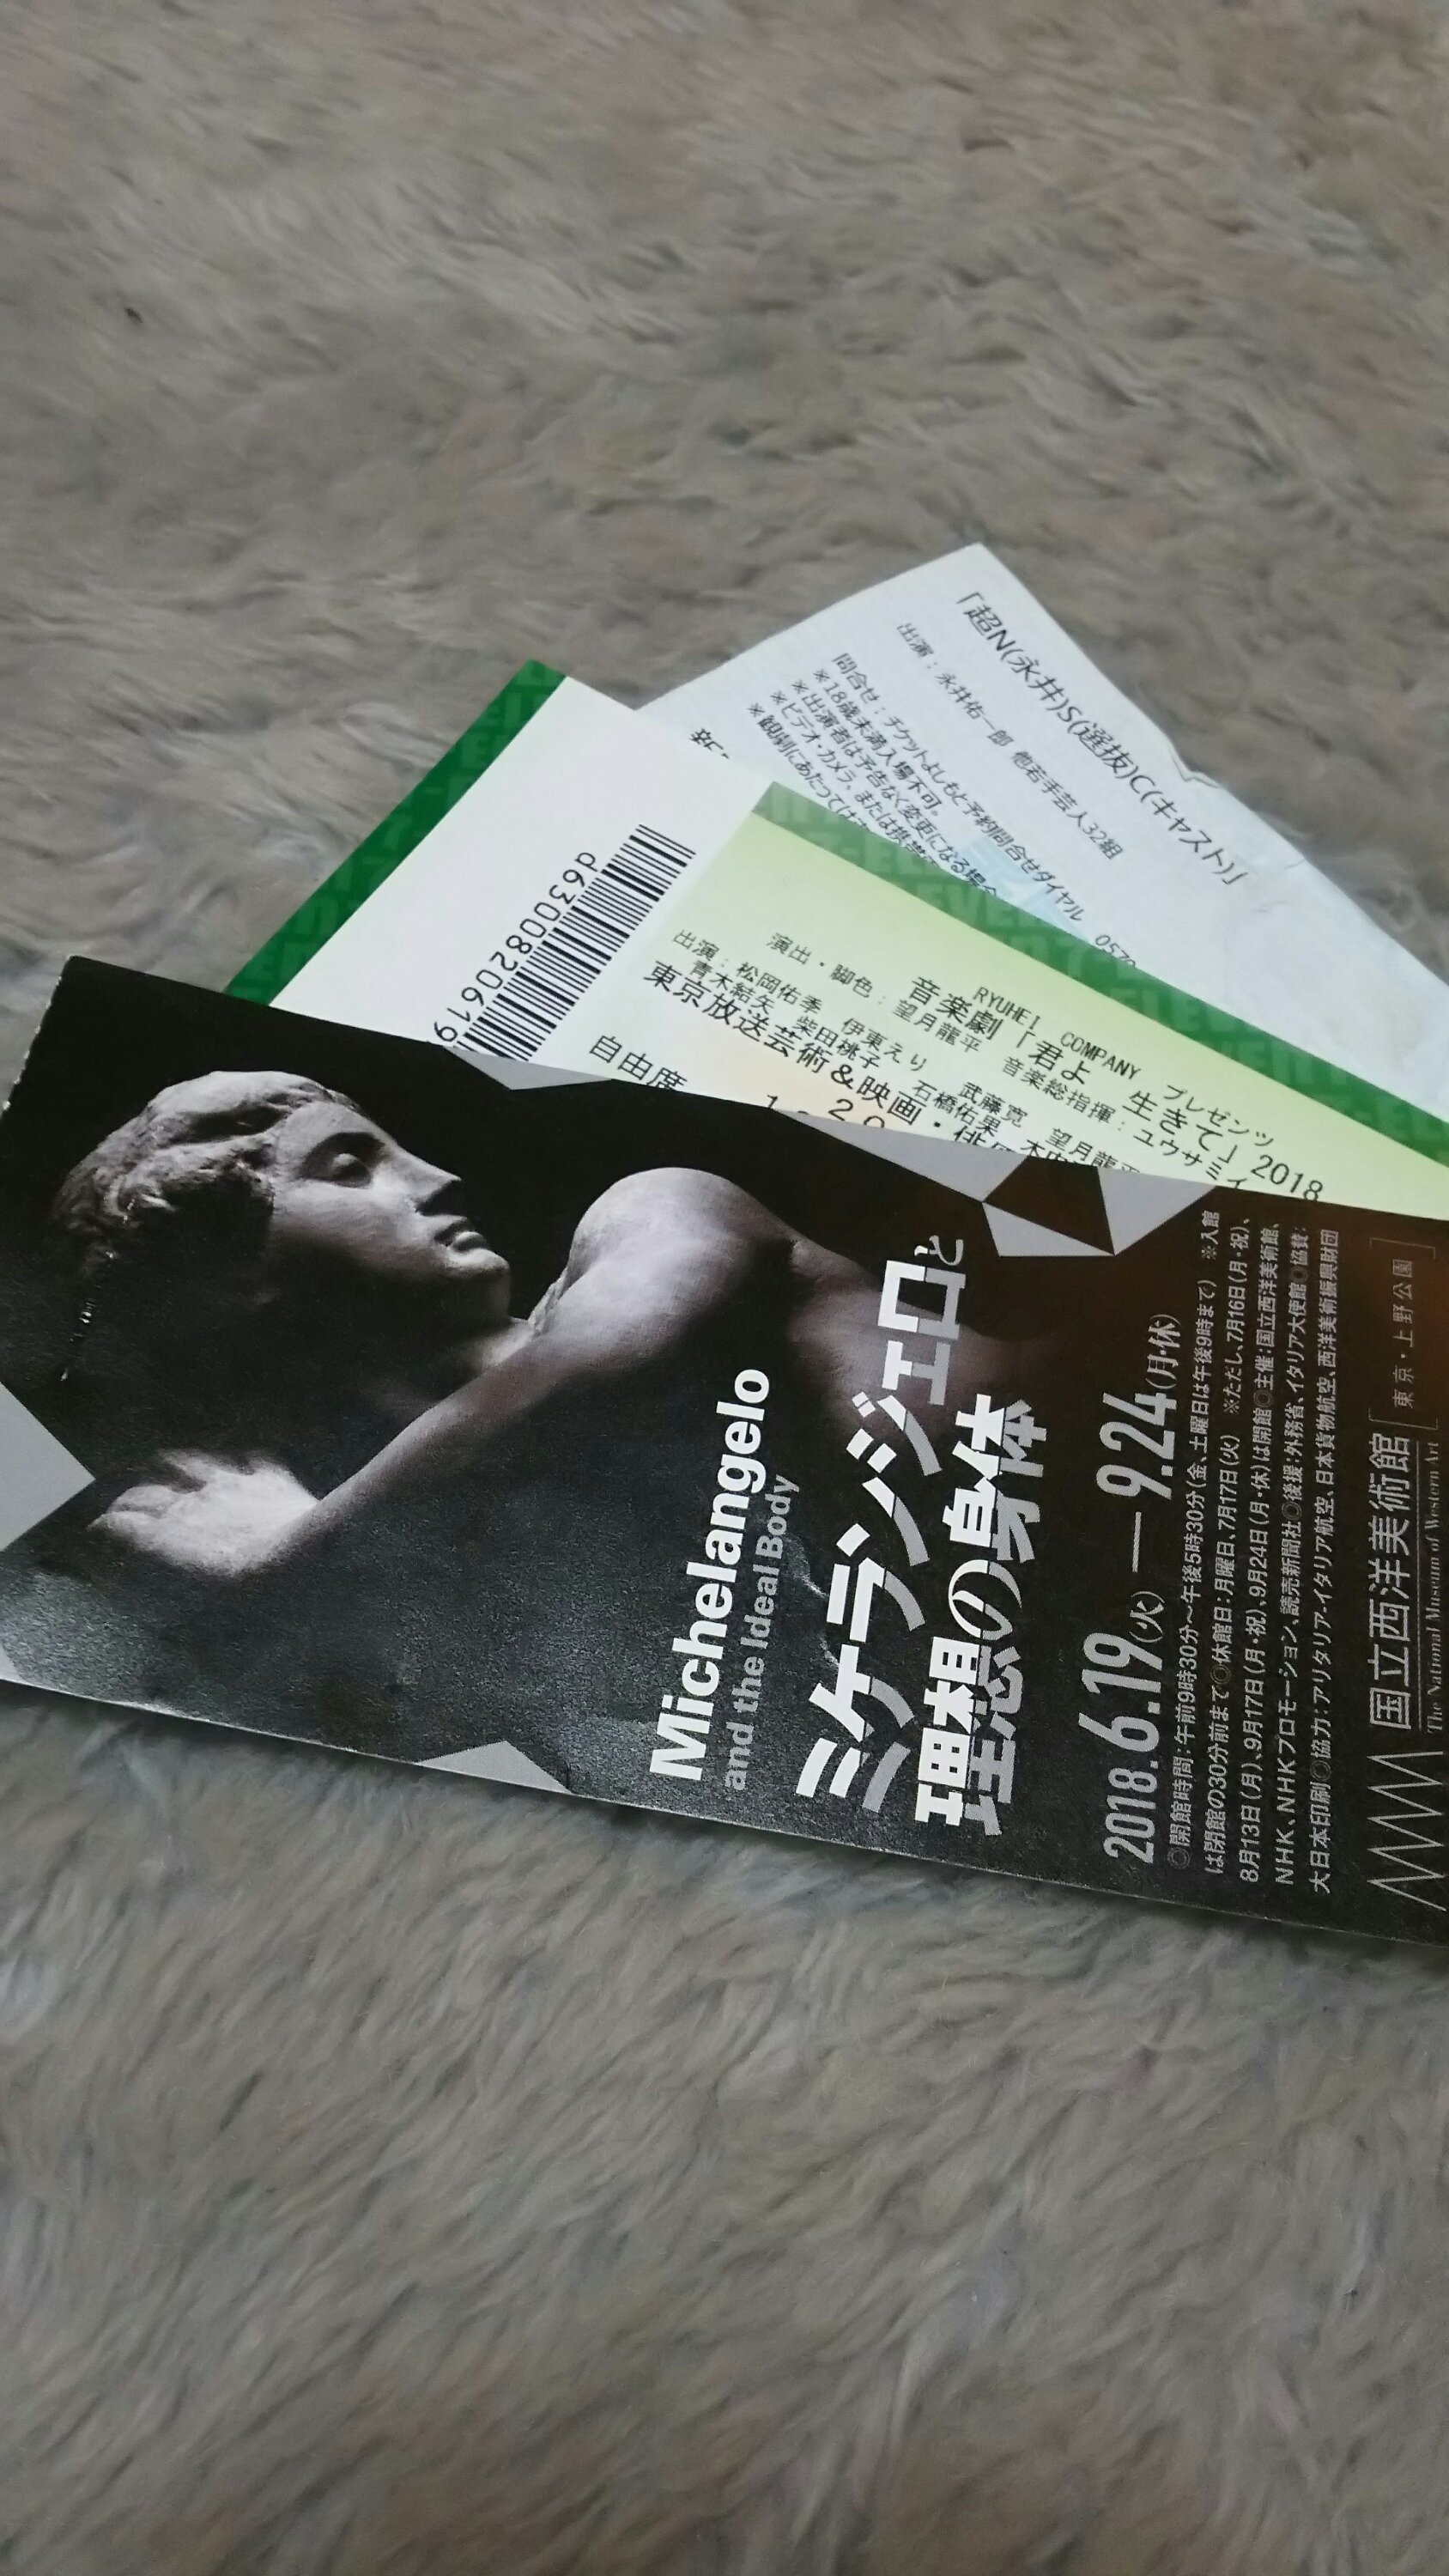 「超N(永井)S(選抜)C(キャスト)」
出演：永井佑一郎 他若手芸人32組
問合せ：チケットよしもと予約問合せダイヤル 0570
※18歳未満入場不可。
※出演者は予告なく変更になる場合
※ビデオ・カメラ、または携帯
※観劇にあたっては
新
d6300820619
RYUHEI COMPANY プレゼンツ
音楽劇「君よ 生きて」2018
演出・脚色：望月龍平 音楽総指揮：ユウサミイ
出演：松岡佑季 伊東えり 武藤寛 望月龍平
青木結矢 柴田桃子 石橋佑果 木内
東京放送芸術&映画・俳優
自由席
Michelangelo
and the Ideal Body
ミケランジェロと
理想の身体
2018.6.19(火)—9.24(月・休)
◎開館時間：午前9時30分〜午後5時30分(金、土曜日は午後9時まで) ※入館
は閉館の30分前まで◎休館日：月曜日、7月17日(火) ※ただし、7月16日(月・祝)、
8月13日(月)、9月17日(月・祝)、9月24日(月・休)は開館◎主催：国立西洋美術館、
NHK、NHKプロモーション、読売新聞社◎後援：外務省、イタリア大使館◎協賛：
大日本印刷◎協力：アリタリア-イタリア航空、日本貨物航空、西洋美術振興財団
国立西洋美術館 [東京・上野公園]
The National Museum of Western Art